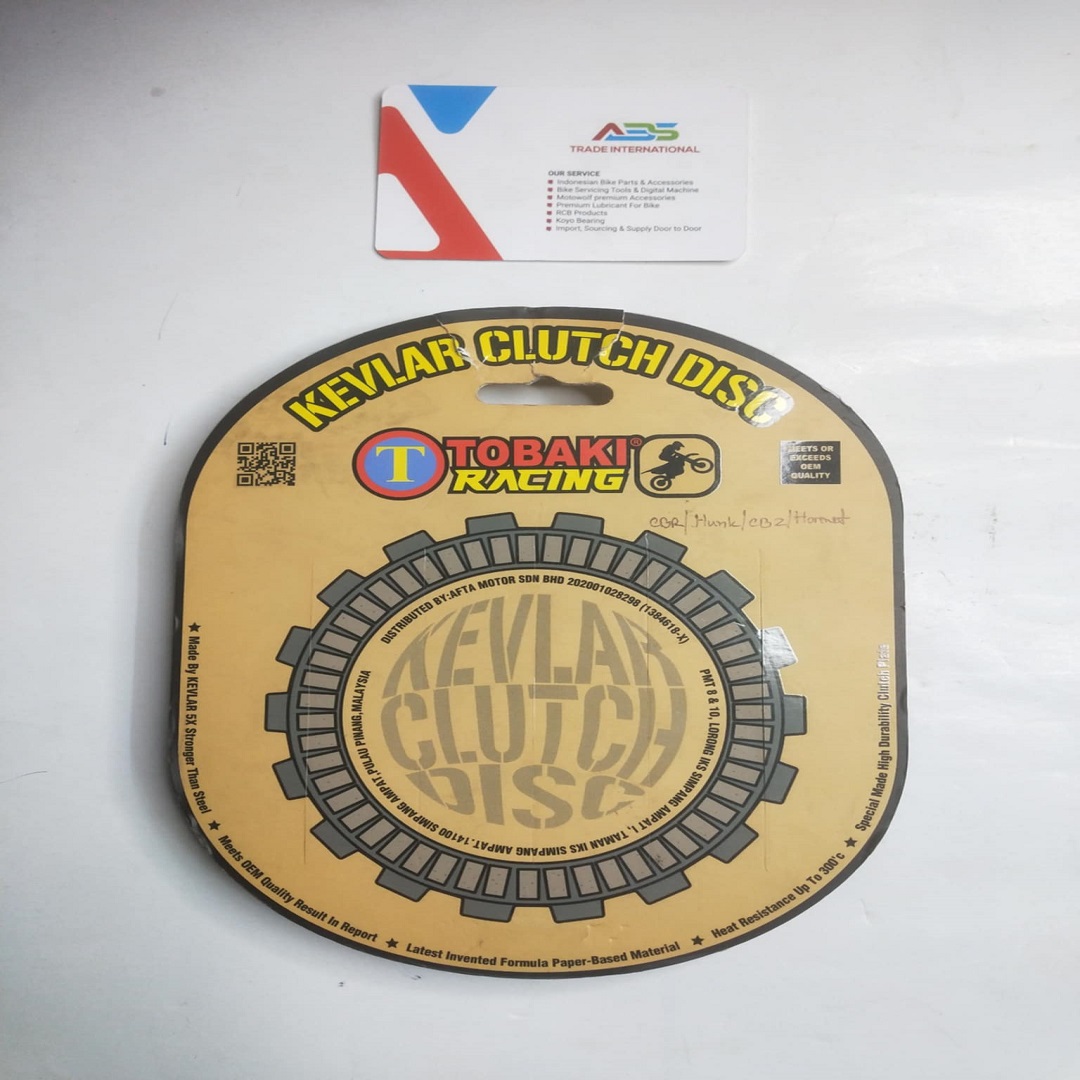 ABS
TRADE INTERNATIONAL
OUR SERVICE
Indonesian Bike Parts & Accessories
Bike Servicing Tools & Digital Machine
Motowolf premium Accessories
Premium Lubricant For Bike
RCB Products
Koyo Bearing
Import, Sourcing & Supply Door to Door
KEVLAR CLUTCH DISC
T
TOBAKI®
RACING
MEETS OR
EXCEEDS
OEM
QUALITY
CBR/Hunk/CBZ/Hornet
DISTRIBUTED BY:AFTA MOTOR SDN BHD 202001028298 (1384618-X)
PMT 8 & 10, LORONG IKS SIMPANG AMPAT 1, TAMAN IKS SIMPANG AMPAT.14100 SIMPANG AMPAT,PULAU PINANG,MALAYSIA
KEVLAR
CLUTCH
DISC
★ Made By KEVLAR 5X Stronger Than Steel ★ Meets OEM Quality Result In Report ★ Latest Invented Formula Paper-Based Material ★ Heat Resistance Up To 300'c ★ Special Made High Durability Clutch Plate